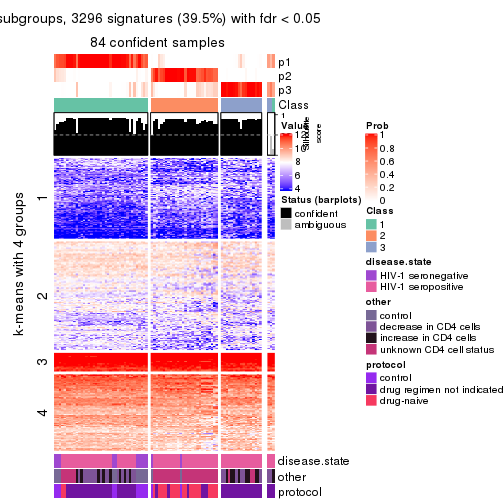 subgroups, 3296 signatures (39.5%) with fdr < 0.05
84 confident samples
p1
p2
p3
Class
1
score
Value
12
10
8
6
4
Status (barplots)
confident
ambiguous
Prob
1
0.8
0.6
0.4
0.2
0
Class
1
2
3
disease.state
HIV-1 seronegative
HIV-1 seropositive
other
control
decrease in CD4 cells
increase in CD4 cells
unknown CD4 cell status
protocol
control
drug regimen not indicated
drug-naive
k-means with 4 groups
1
2
3
4
disease.state
other
protocol